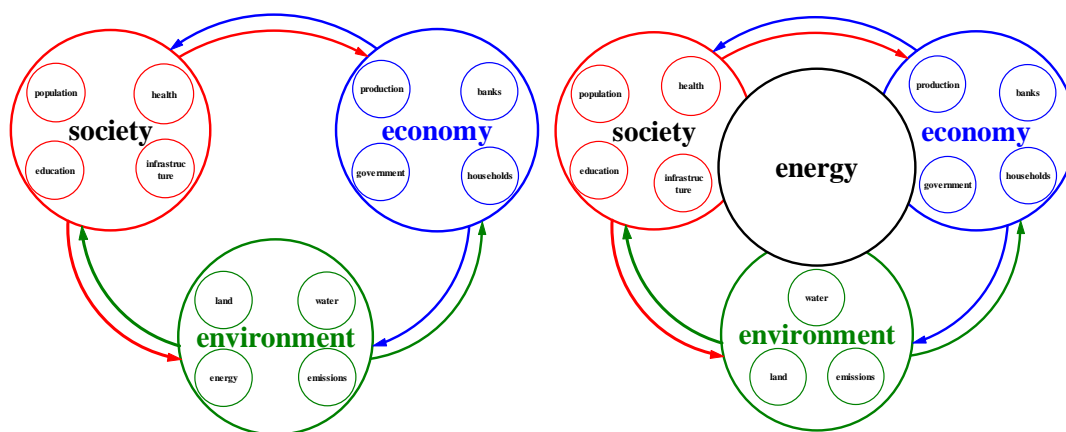 population
health
society
education
infrastruc
ture
production
banks
economy
government
households
land
water
environment
energy
emissions
population
health
society
education
infrastruc
ture
energy
production
banks
economy
government
households
water
environment
land
emissions